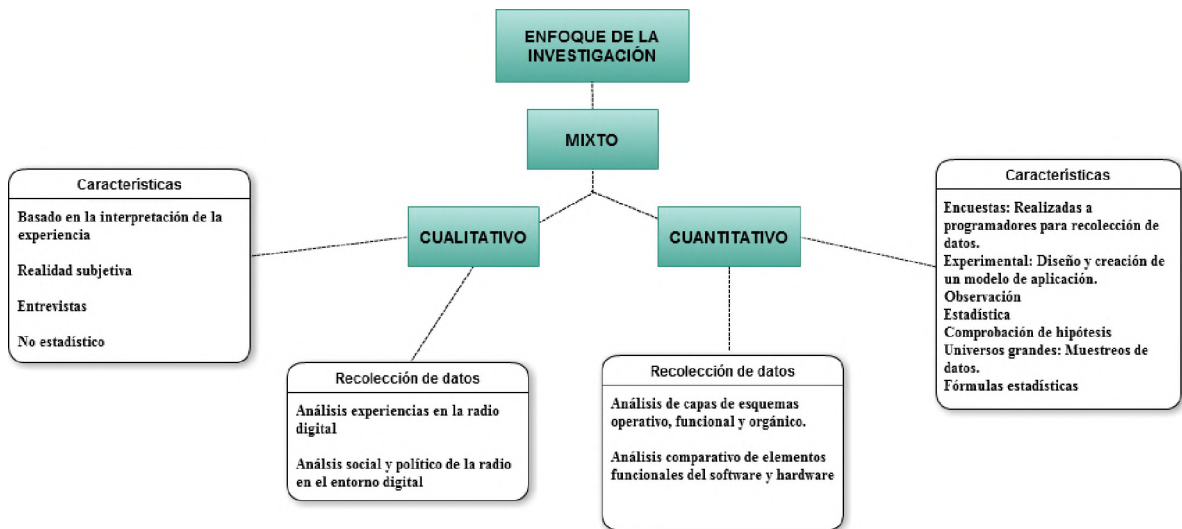 ENFOQUE DE LA
INVESTIGACIÓN
MIXTO
CUALITATIVO
CUANTITATIVO
Características
Basado en la interpretación de la
experiencia
Realidad subjetiva
Entrevistas
No estadístico
Recolección de datos
Análisis experiencias en la radio
digital
Análsis social y político de la radio
en el entorno digital
Recolección de datos
Análisis de capas de esquemas
operativo, funcional y orgánico.
Análisis comparativo de elementos
funcionales del software y hardware
Características
Encuestas: Realizadas a
programadores para recolección de
datos.
Experimental: Diseño y creación de
un modelo de aplicación.
Observación
Estadística
Comprobación de hipótesis
Universos grandes: Muestreos de
datos.
Fórmulas estadísticas